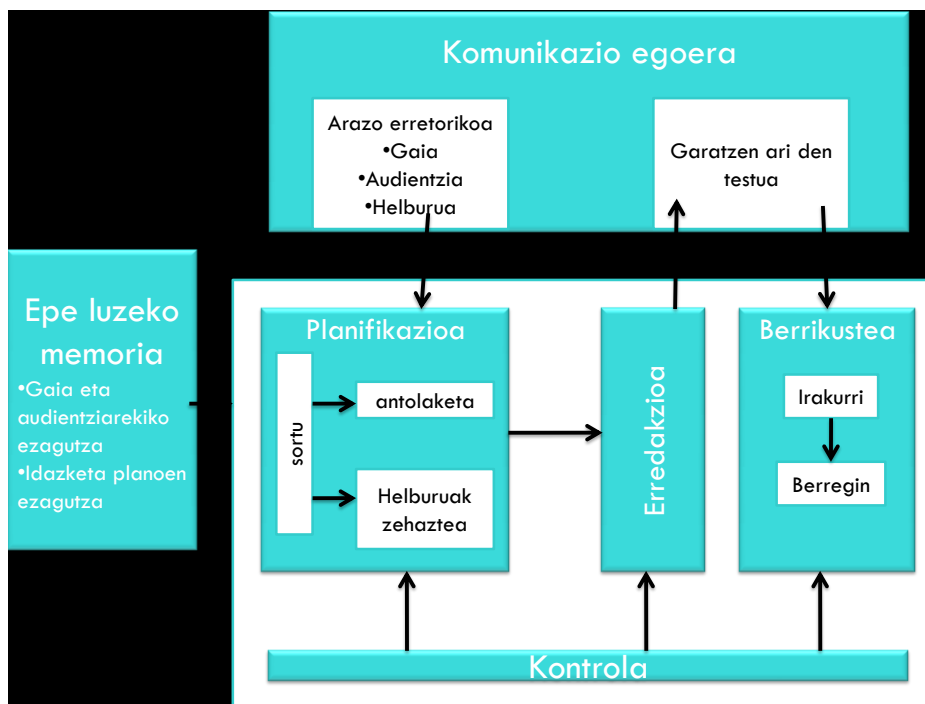 Komunikazio egoera
Arazo erretorikoa
•Gaia
•Audientzia
•Helburua
Garatzen ari den
testua
Epe luzeko
memoria
•Gaia eta
audientziarekiko
ezagutza
•Idazketa planoen
ezagutza
Planifikazioa
sortu
antolaketa
Helburuak
zehaztea
Erredakzioa
Berrikustea
Irakurri
Berregin
Kontrola